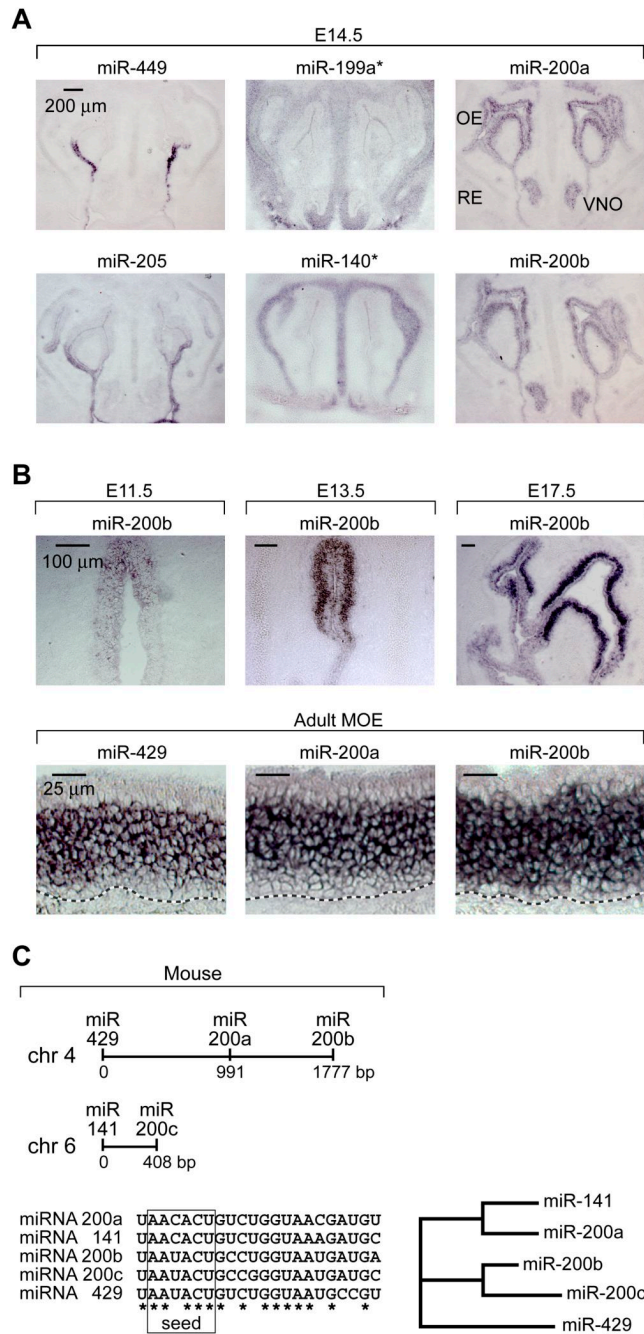 A
E14.5
miR-449 miR-199a* miR-200a
200 μm
OE
RE
VNO
miR-205 miR-140* miR-200b
B
E11.5 E13.5 E17.5
miR-200b miR-200b miR-200b
100 μm
Adult MOE
miR-429 miR-200a miR-200b
25 μm
C
Mouse
miR miR miR
429 200a 200b
chr 4
0 991 1777 bp
miR miR
141 200c
chr 6
0 408 bp
miRNA 200a UAACACUGUCUGGUAACGAUGU
miRNA 141 UAACACUGUCUGGUAAAGAUGC
miRNA 200b UAAUACUGCCUGGUAAUGAUGA
miRNA 200c UAAUACUGCCGGGUAAUGAUGC
miRNA 429 UAAUACUGUCUGGUAAUGCCGU
*** **** * ***** * *
seed
miR-141
miR-200a
miR-200b
miR-200c
miR-429